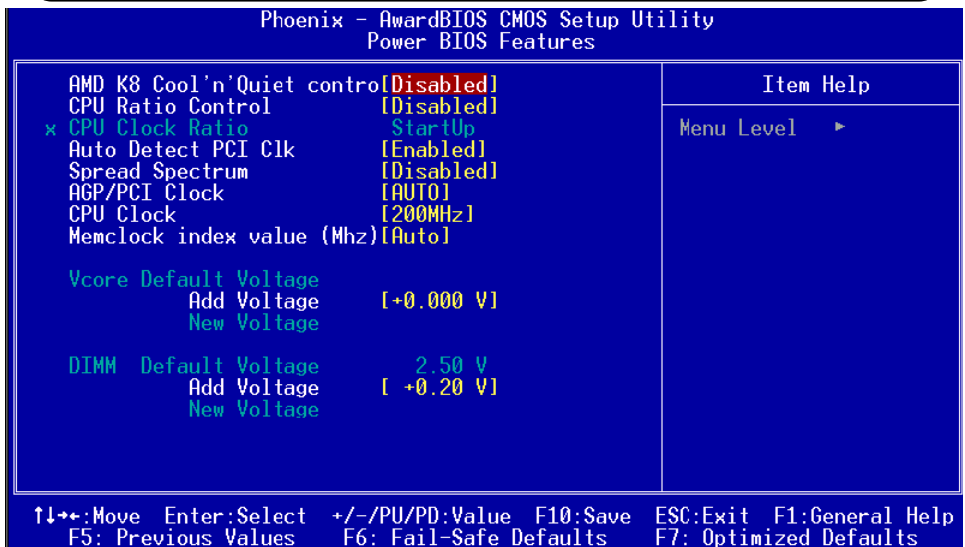 Phoenix - AwardBIOS CMOS Setup Utility
Power BIOS Features
AMD K8 Cool'n'Quiet contro[Disabled]
CPU Ratio Control [Disabled]
x CPU Clock Ratio StartUp
Auto Detect PCI Clk [Enabled]
Spread Spectrum [Disabled]
AGP/PCI Clock [AUTO]
CPU Clock [200MHz]
Memclock index value (Mhz)[Auto]
Vcore Default Voltage
Add Voltage [+0.000 V]
New Voltage
DIMM Default Voltage 2.50 V
Add Voltage [ +0.20 V]
New Voltage
Item Help
Menu Level ►
↑↓→←:Move Enter:Select +/-/PU/PD:Value F10:Save ESC:Exit F1:General Help
F5: Previous Values F6: Fail-Safe Defaults F7: Optimized Defaults